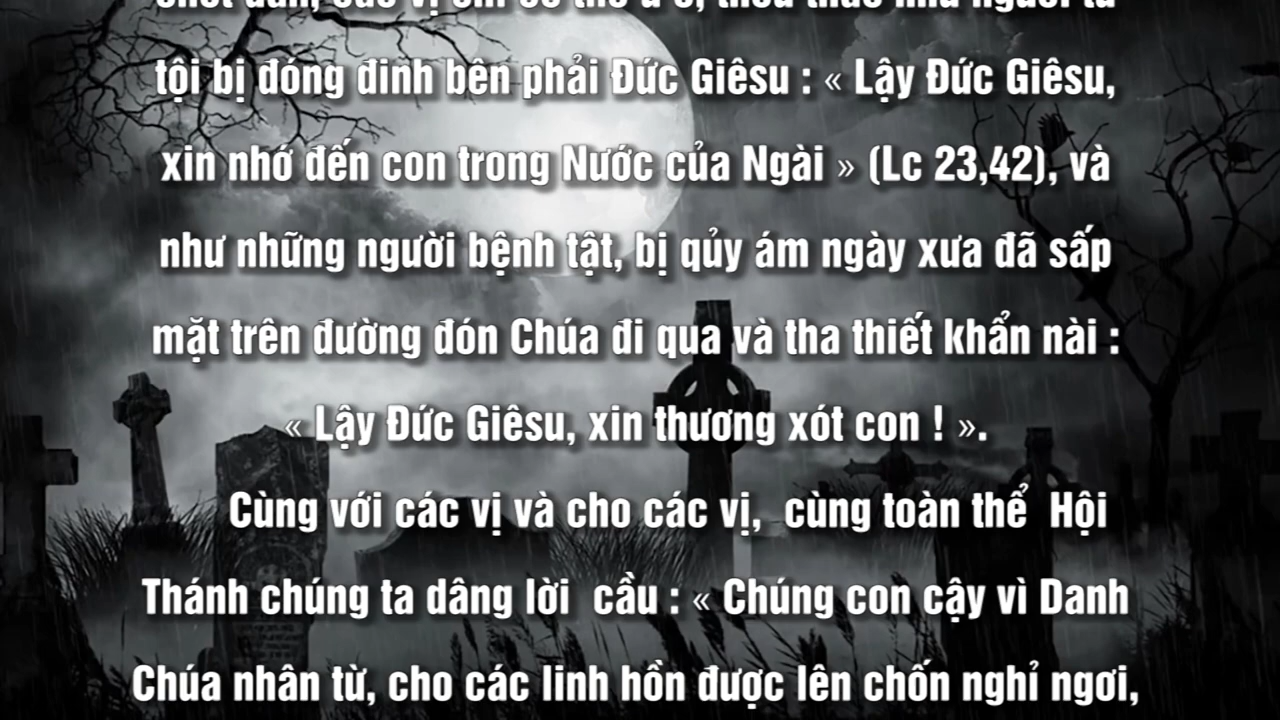 tội bị đóng đinh bên phải Đức Giêsu : « Lậy Đức Giêsu,
xin nhớ đến con trong Nước của Ngài » (Lc 23,42), và
như những người bệnh tật, bị qủy ám ngày xưa đã sấp
mặt trên đường đón Chúa đi qua và tha thiết khẩn nài :
« Lậy Đức Giêsu, xin thương xót con ! ».
Cùng với các vị và cho các vị, cùng toàn thể Hội
Thánh chúng ta dâng lời cầu : « Chúng con cậy vì Danh
Chúa nhân từ, cho các linh hồn được lên chốn nghỉ ngơi,